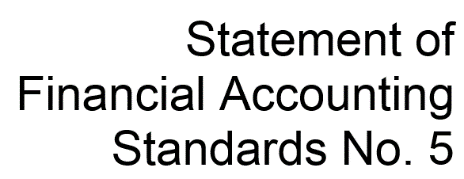 Statement of
Financial Accounting
Standards No. 5